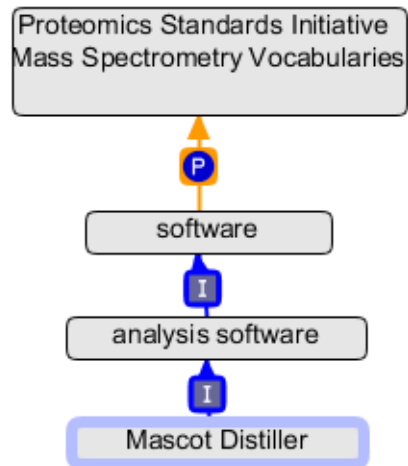 Proteomics Standards Initiative
Mass Spectrometry Vocabularies
P
software
I
analysis software
I
Mascot Distiller